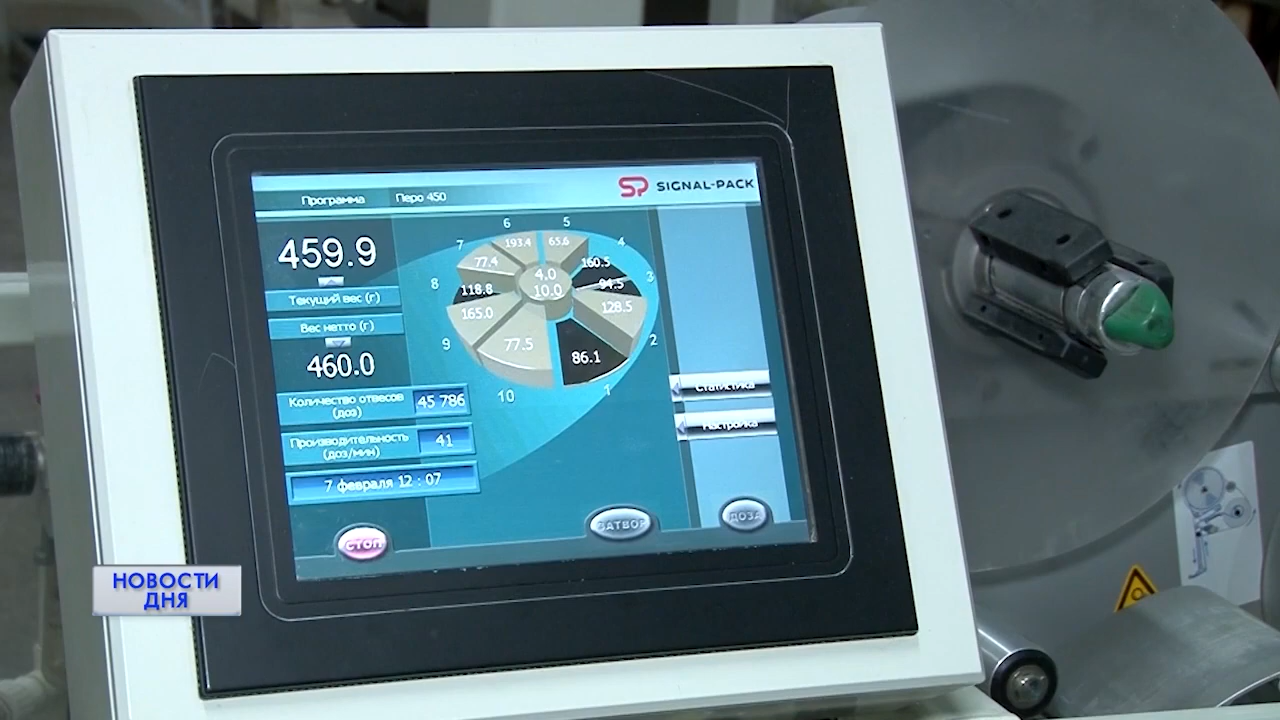 Программа Перо 450
SP SIGNAL-PACK
459.9
Текущий вес (г)
Вес нетто (г)
460.0
Количество отвесов
(доз)
45 786
Производительность
(доз/мин)
41
7 февраля 12 : 07
СТОП
6
5
7
4
8
3
9
2
10
1
193.4
65.6
77.4
160.5
118.8
94.5
165.0
128.5
77.5
86.1
4.0
10.0
Статистика
Настройка
ЗАТВОР
ДОЗА
НОВОСТИ
ДНЯ